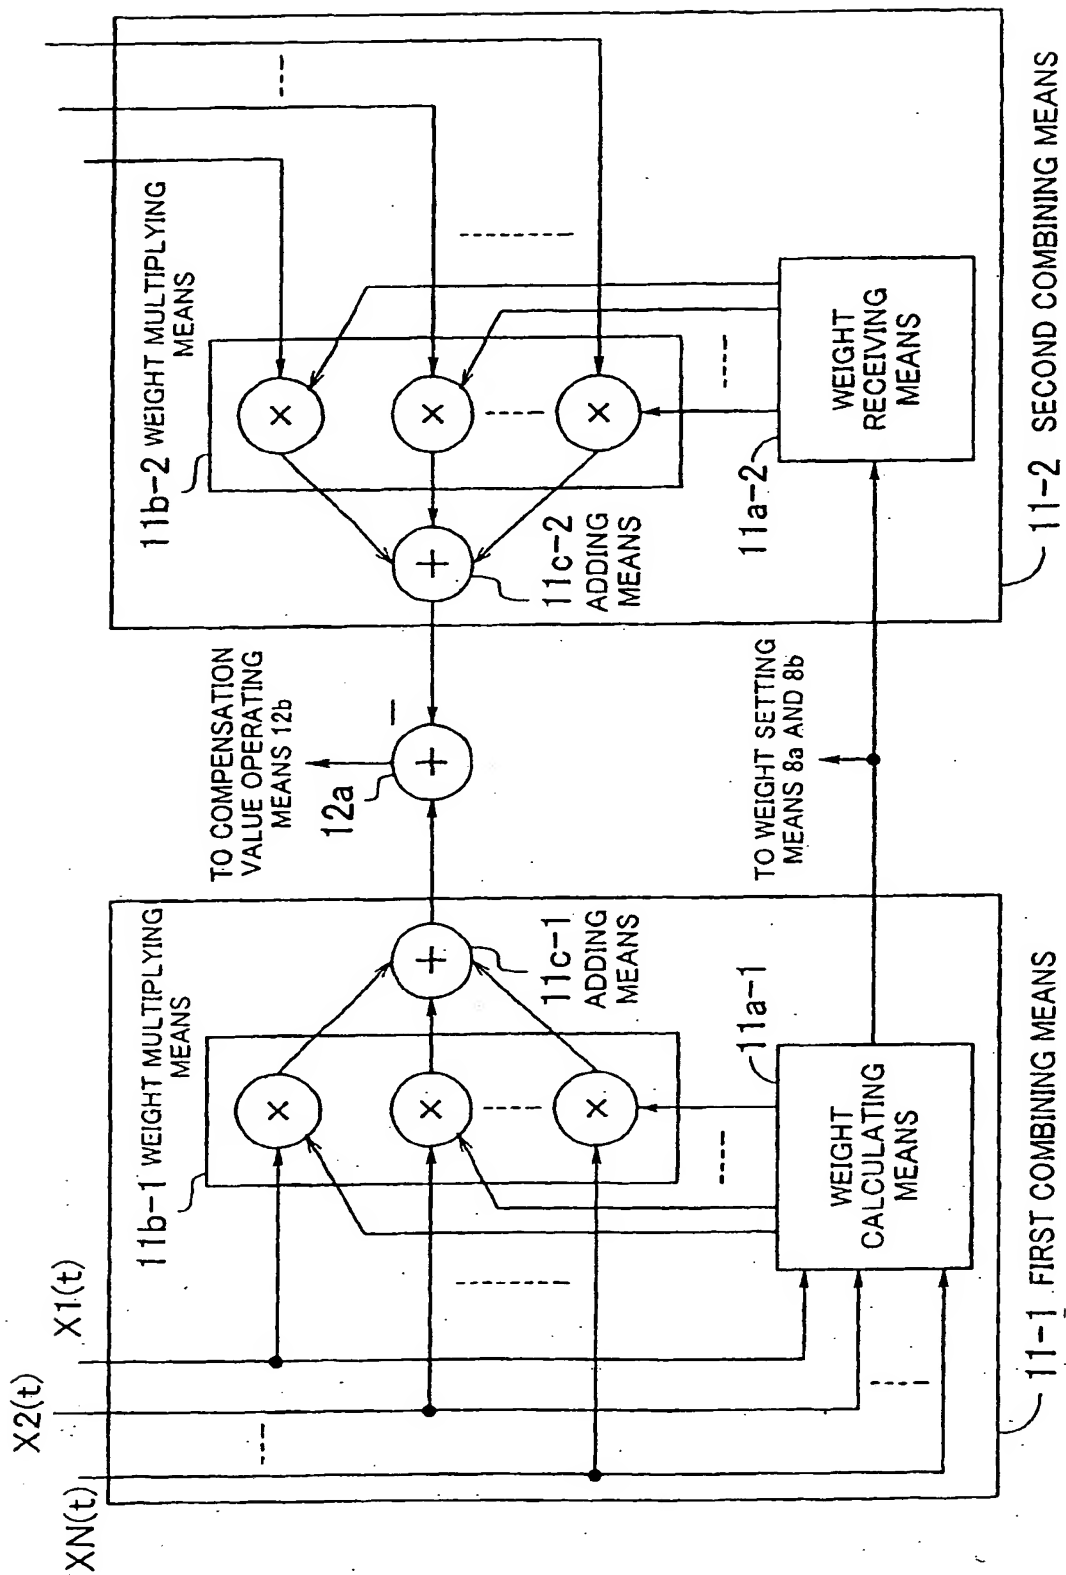 XN(t)
X2(t)
X1(t)
11b-1 WEIGHT MULTIPLYING
MEANS
×
×
×
+
11c-1
ADDING
MEANS
11a-1
WEIGHT
CALCULATING
MEANS
11-1 FIRST COMBINING MEANS
TO COMPENSATION
VALUE OPERATING
MEANS 12b
12a
+
−
TO WEIGHT SETTING
MEANS 8a AND 8b
11b-2 WEIGHT MULTIPLYING
MEANS
×
×
×
+
11c-2
ADDING
MEANS
11a-2
WEIGHT
RECEIVING
MEANS
11-2 SECOND COMBINING MEANS